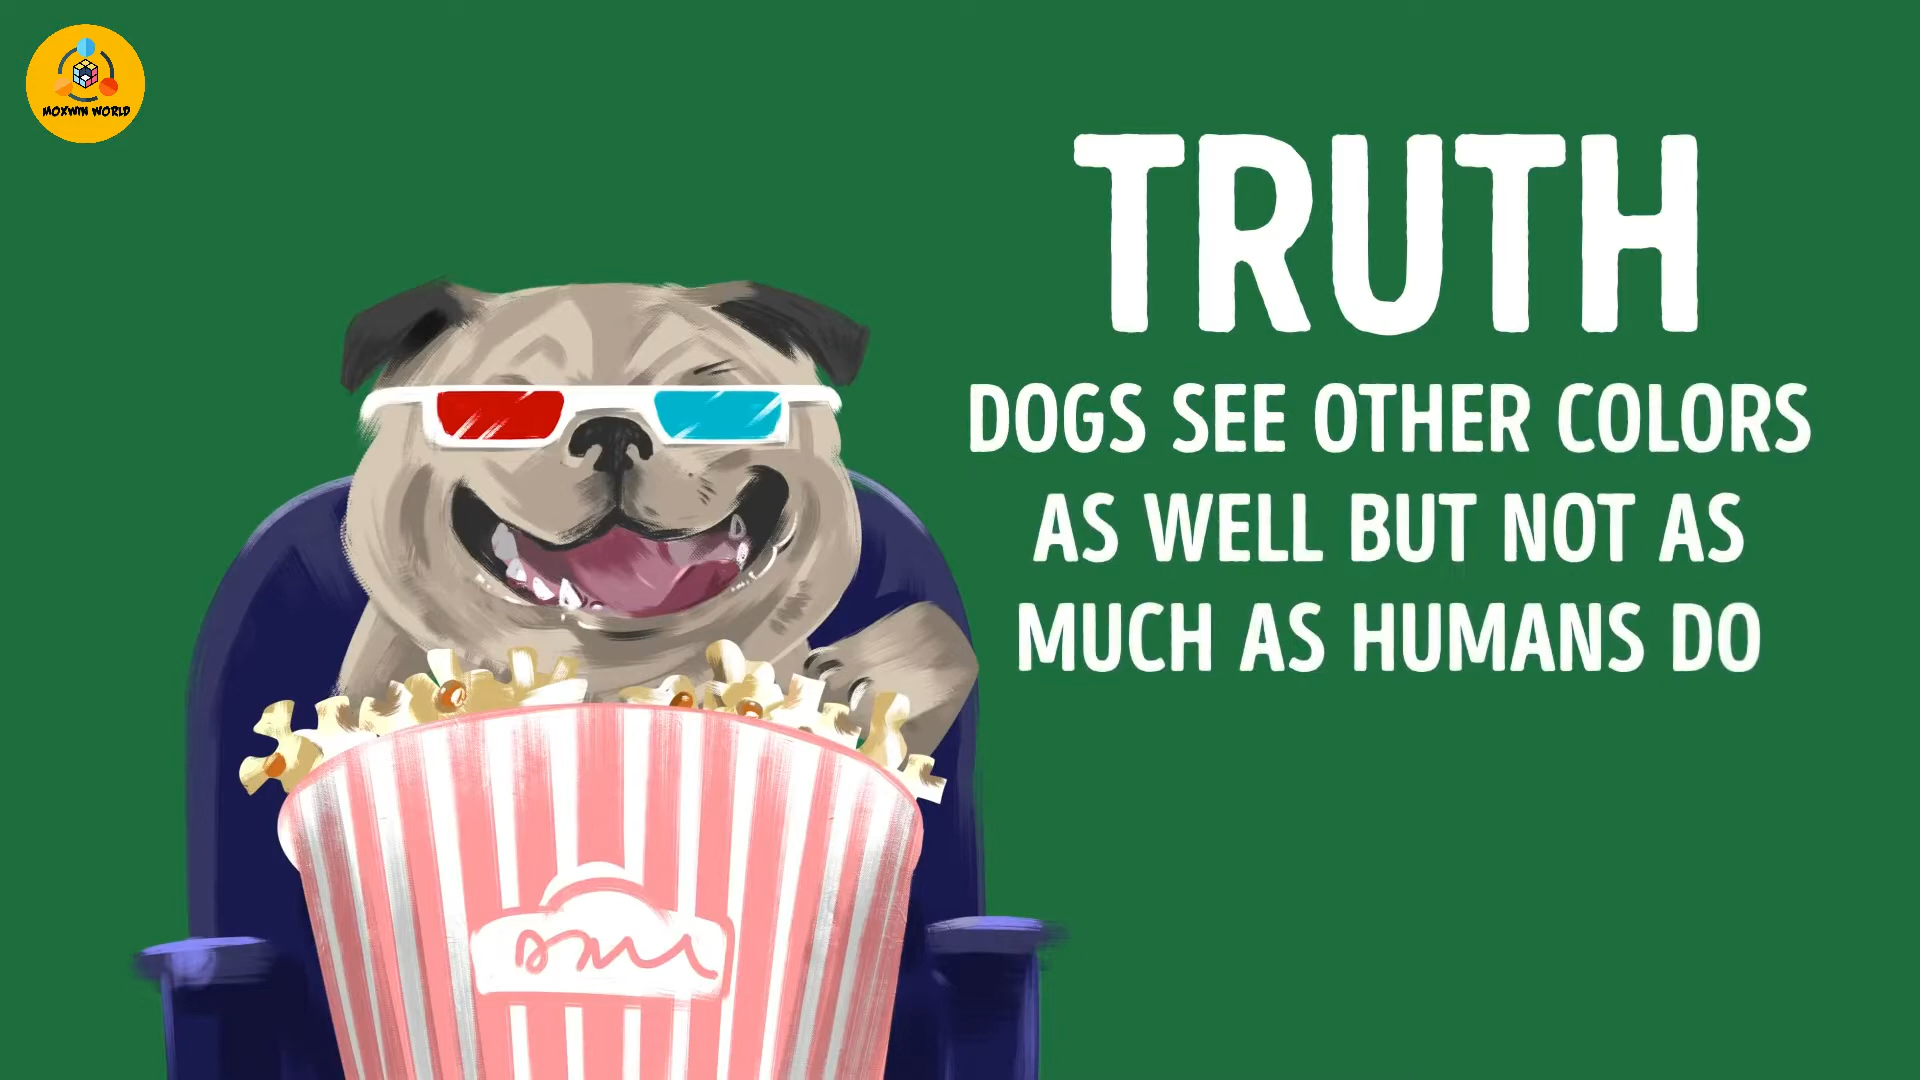 MOXWIN WORLD
TRUTH
DOGS SEE OTHER COLORS
AS WELL BUT NOT AS
MUCH AS HUMANS DO